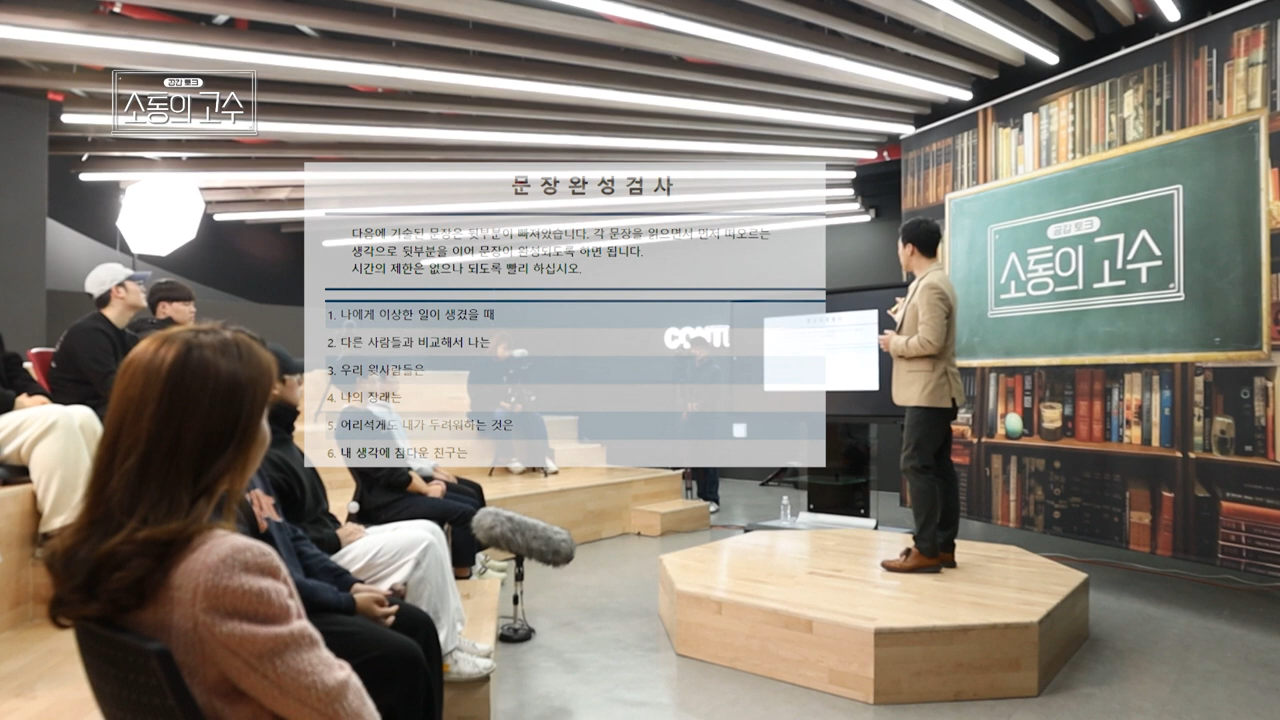 공감 토크
소통의 고수
문장완성검사
다음에 기술된 문장은 뒷부분이 빠져있습니다. 각 문장을 읽으면서 먼저 떠오르는
생각으로 뒷부분을 이어 문장이 완성되도록 하면 됩니다.
시간의 제한은 없으나 되도록 빨리 하십시오.
1. 나에게 이상한 일이 생겼을 때
2. 다른 사람들과 비교해서 나는
3. 우리 윗사람들은
4. 나의 장래는
5. 어리석게도 내가 두려워하는 것은
6. 내 생각에 참다운 친구는
공감 토크
소통의 고수